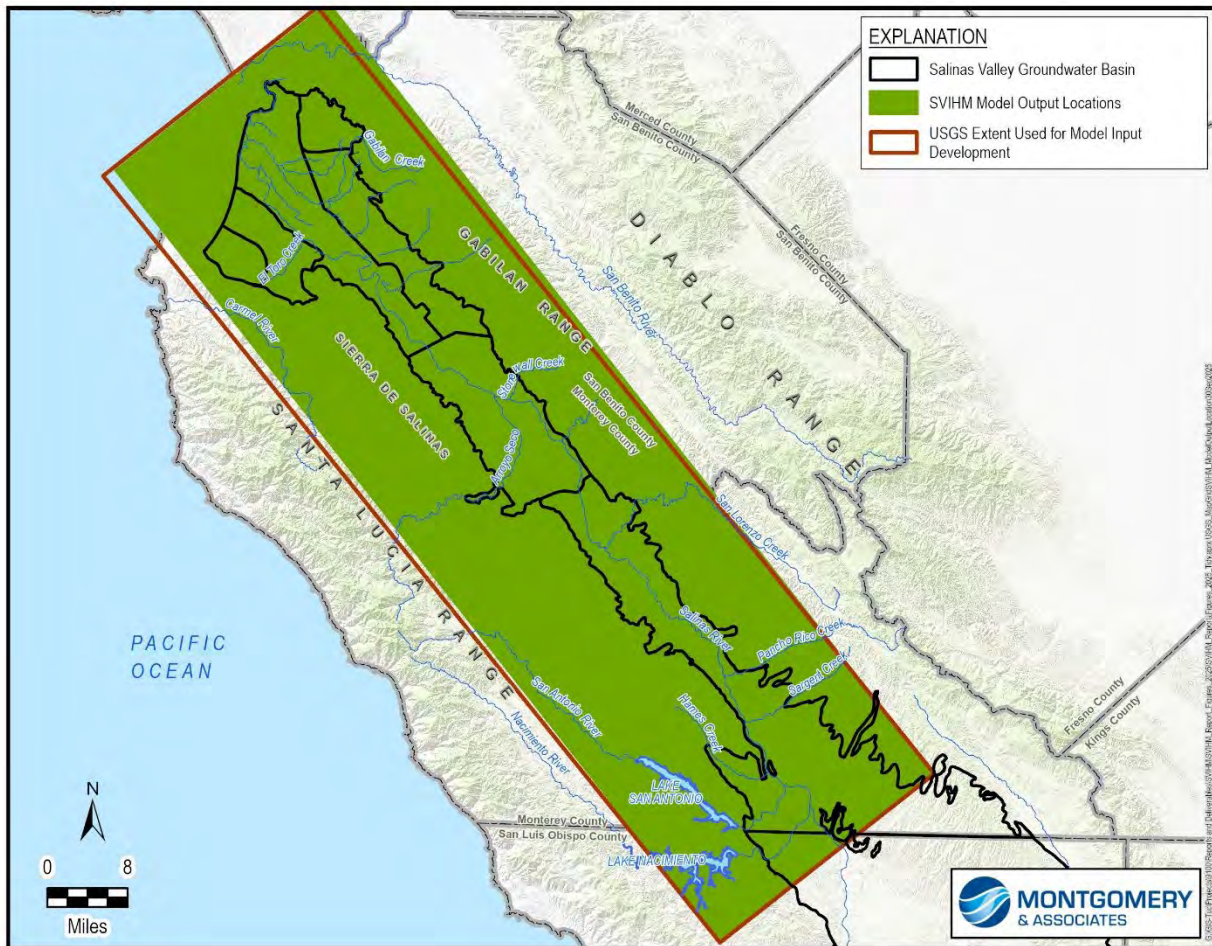 EXPLANATION
Salinas Valley Groundwater Basin
SVIHM Model Output Locations
USGS Extent Used for Model Input
Development
Merced County
San Benito County
Gabilan Creek
El Toro Creek
Carmel River
GABILAN RANGE
DIABLO RANGE
San Benito River
Fresno County
San Benito County
SIERRA DE SALINAS
Stone wall Creek
San Benito County
Monterey County
Arroyo Seco
SANTA LUCIA RANGE
San Lorenzo Creek
PACIFIC
OCEAN
Salinas River
Pancho Rico Creek
Sargent Creek
San Antonio River
Hames Creek
Nacimiento River
Fresno County
Kings County
LAKE
SAN ANTONIO
N
Monterey County
San Luis Obispo County
LAKE NACIMIENTO
0 8
Miles
MONTGOMERY
& ASSOCIATES